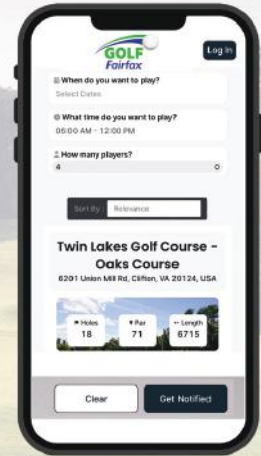 GOLF
Fairfax
Log In
When do you want to play?
Select Dates
What time do you want to play?
06:00 AM - 12:00 PM
How many players?
4
Sort By : Relevance
Twin Lakes Golf Course -
Oaks Course
6201 Union Mill Rd, Clifton, VA 20124, USA
Holes Par Length
18 71 6715
Clear Get Notified